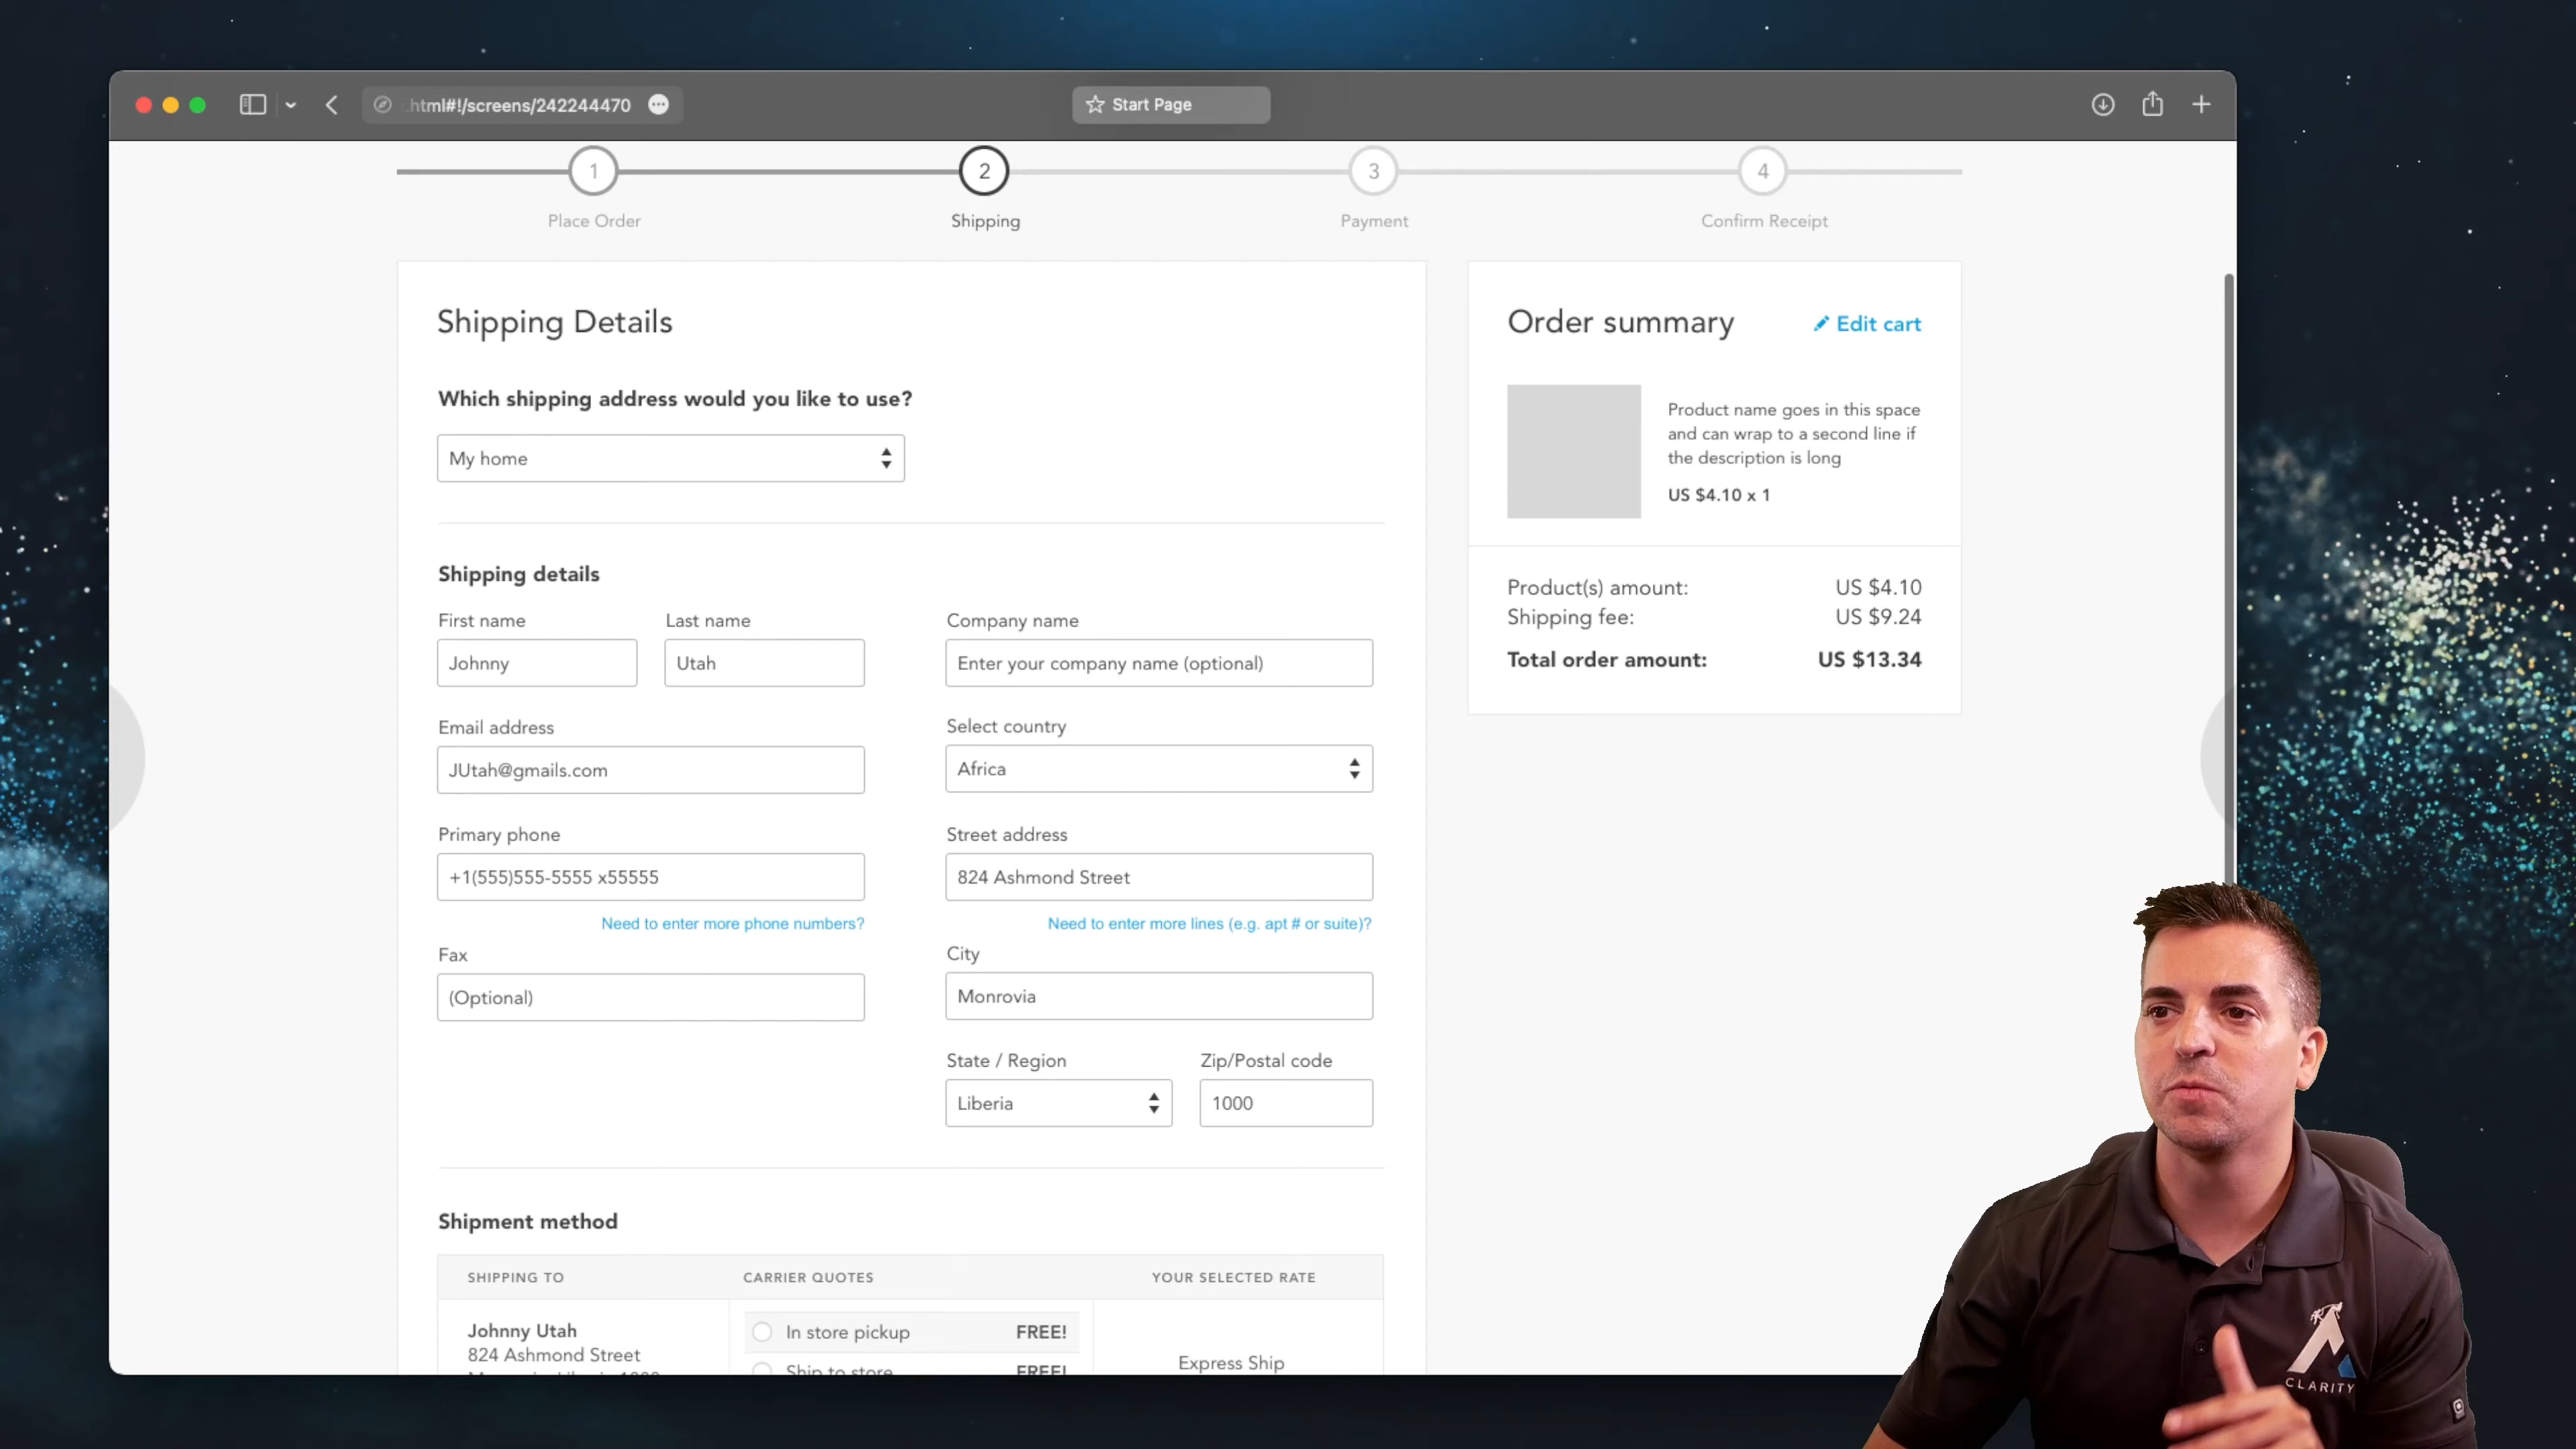 html#!/screens/242244470
Start Page
1
2
3
4
Place Order
Shipping
Payment
Confirm Receipt
Shipping Details
Which shipping address would you like to use?
My home
Shipping details
First name
Last name
Johnny
Utah
Email address
JUtah@gmails.com
Primary phone
+1(555)555-5555 x55555
Need to enter more phone numbers?
Fax
(Optional)
Company name
Enter your company name (optional)
Select country
Africa
Street address
824 Ashmond Street
Need to enter more lines (e.g. apt # or suite)?
City
Monrovia
State / Region
Zip/Postal code
Liberia
1000
Shipment method
SHIPPING TO
CARRIER QUOTES
YOUR SELECTED RATE
Johnny Utah
824 Ashmond Street
In store pickup
FREE!
Ship to store
FREE!
Express Ship
Order summary
Edit cart
Product name goes in this space
and can wrap to a second line if
the description is long
US $4.10 x 1
Product(s) amount:
US $4.10
Shipping fee:
US $9.24
Total order amount:
US $13.34
CLARITY